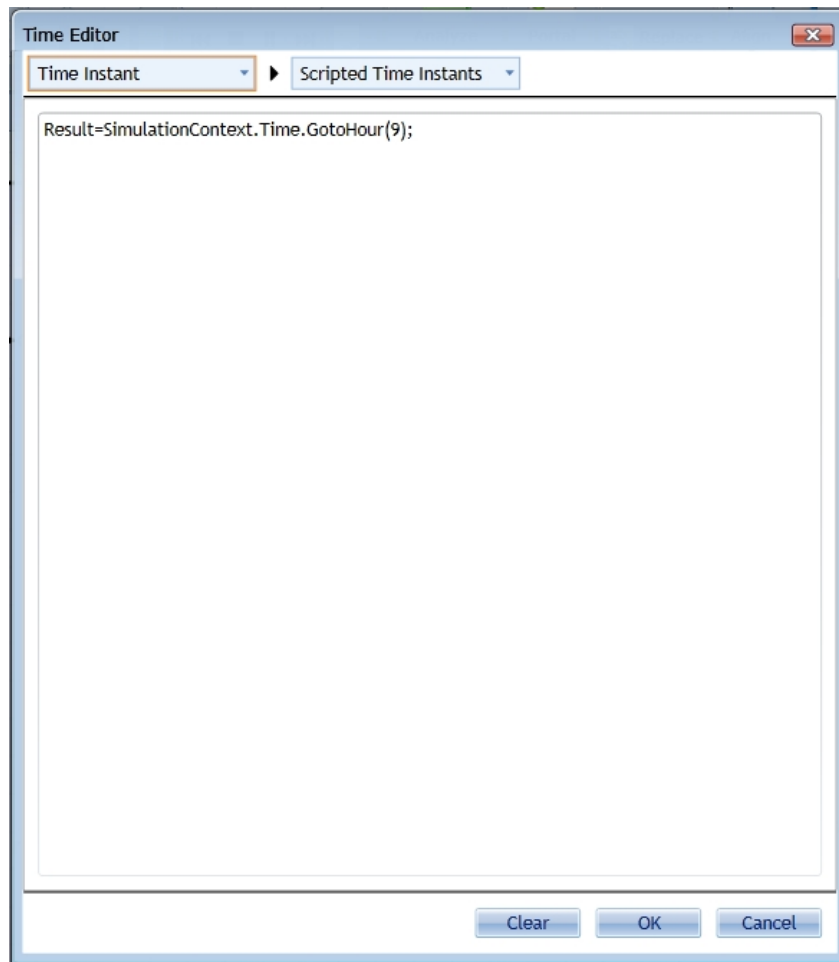 Time Editor
Time Instant Scripted Time Instants
Result=SimulationContext.Time.GotoHour(9);
Clear OK Cancel